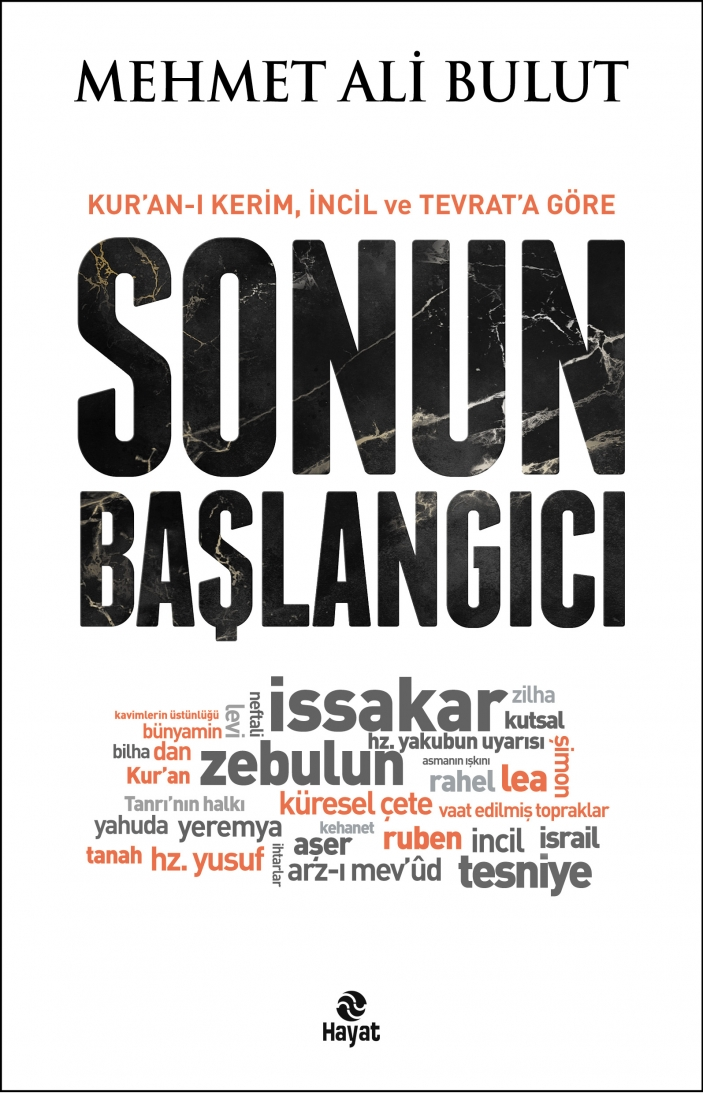 MEHMET ALİ BULUT
KUR'AN-I KERİM, İNCİL ve TEVRAT'A GÖRE
SONUN
BAŞLANGICI
issakar
zilha
neftali
levi
kavimlerin üstünlüğü
kutsal
bünyamin
hz. yakubun uyarısı
simon
bilha
dan
zebulun
asmanın ışkını
Kur'an
rahel
lea
Tanrı'nın halkı
küresel çete
vaat edilmiş topraklar
yahuda
yeremya
kehanet
aşer
ruben
incil
israil
tanah
hz. yusuf
ihtarlar
arz-ı mev'ûd
tesniye
Hayat